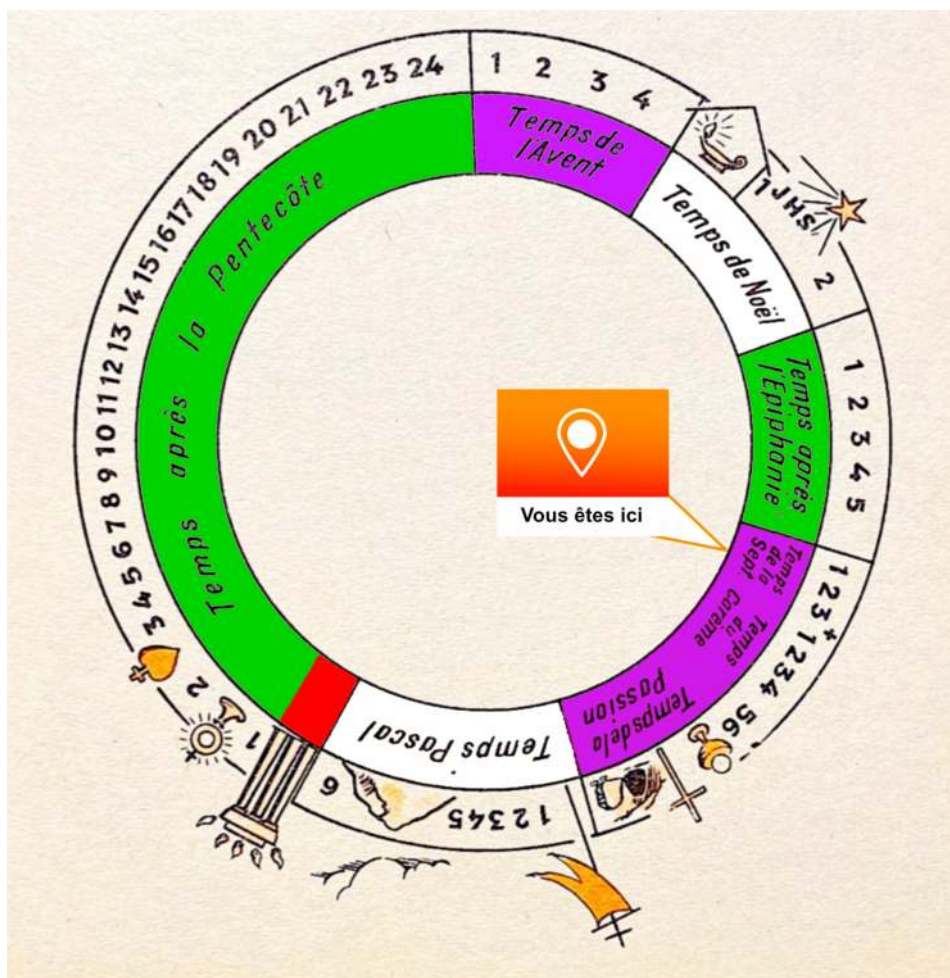 1 2 3 4
Temps de
l'Avent
Temps de Noël
1 JHS
2
Temps après
l'Epiphanie
1 2 3 4 5
Vous êtes ici
Temps
de la
Sept
1 2 3
Temps
du
Carème
1 2 3 4 5 6
Temps de la
Passion
Temps Pascal
1 2 3 4 5
6
Temps après la Pentecôte
1 2 3 4 5 6 7 8 9 10 11 12 13 14 15 16 17 18 19 20 21 22 23 24